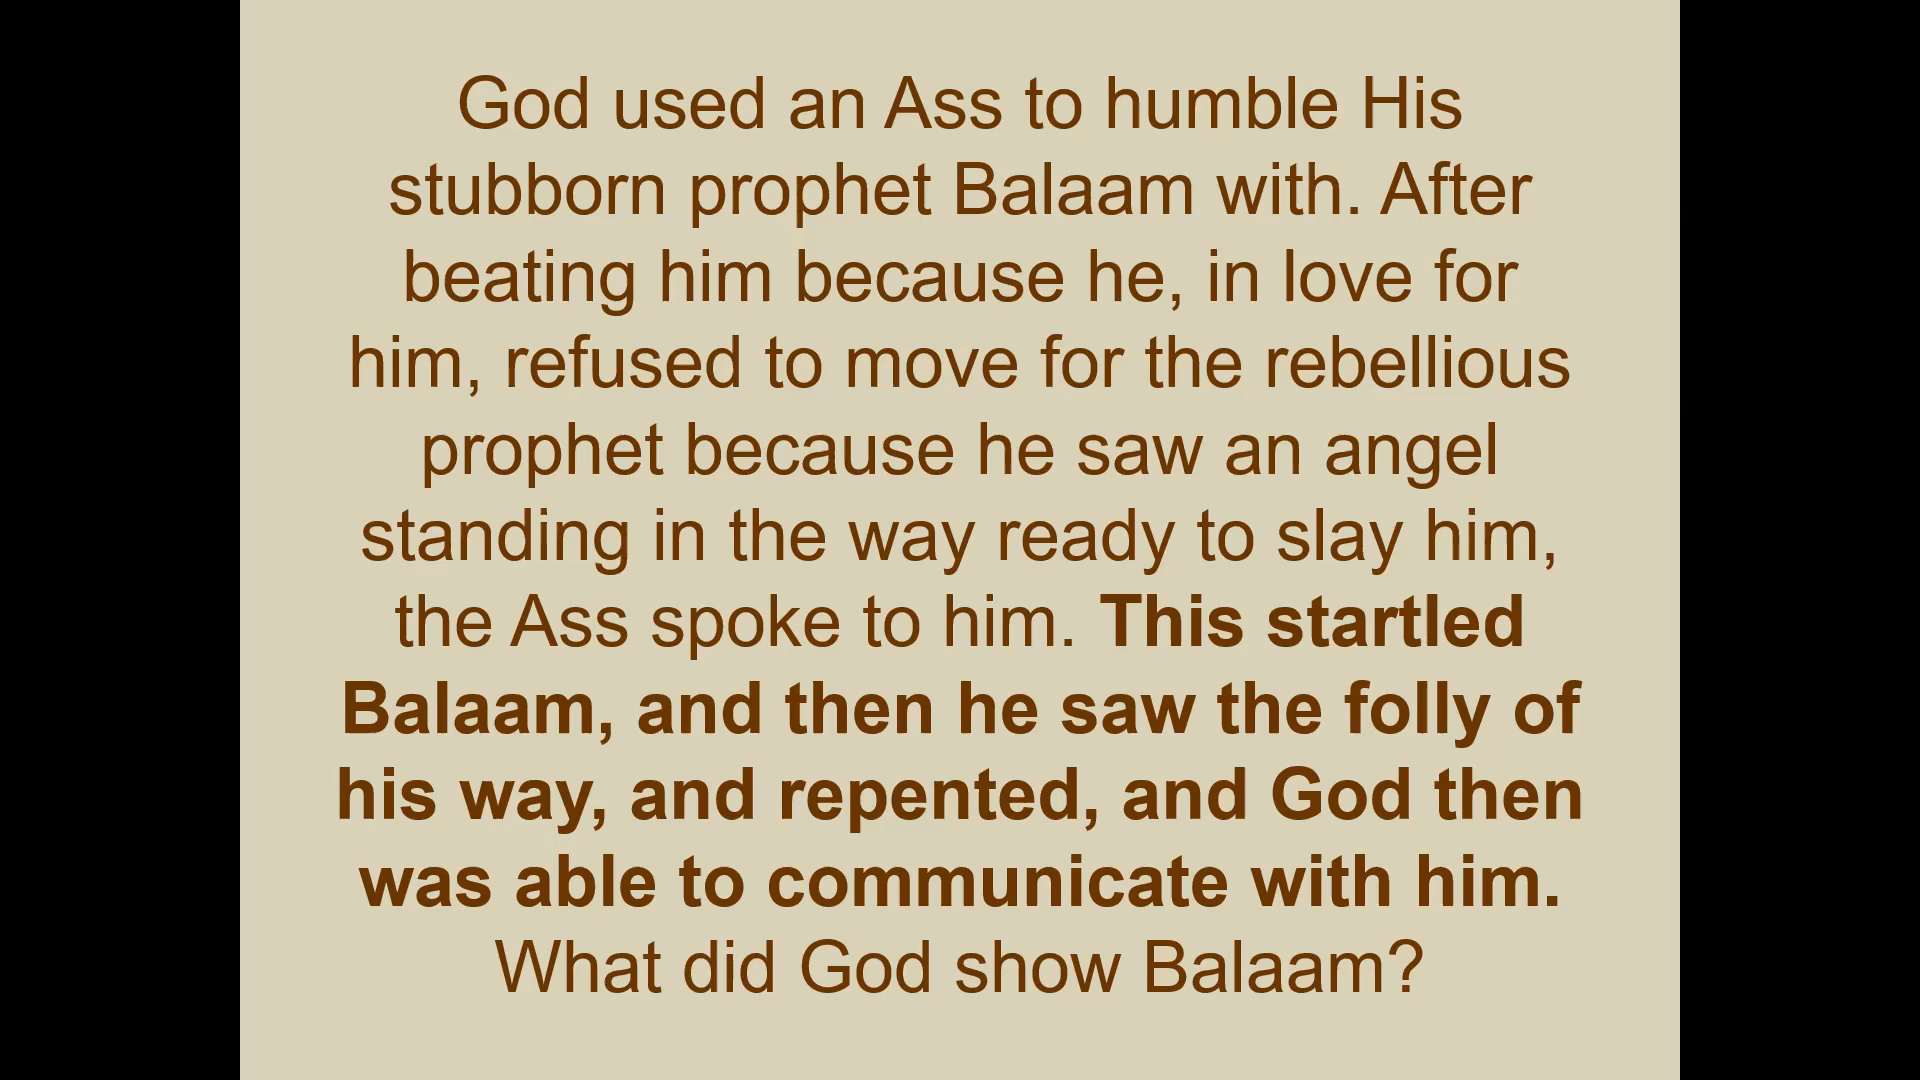 God used an Ass to humble His
stubborn prophet Balaam with. After
beating him because he, in love for
him, refused to move for the rebellious
prophet because he saw an angel
standing in the way ready to slay him,
the Ass spoke to him. This startled
Balaam, and then he saw the folly of
his way, and repented, and God then
was able to communicate with him.
What did God show Balaam?